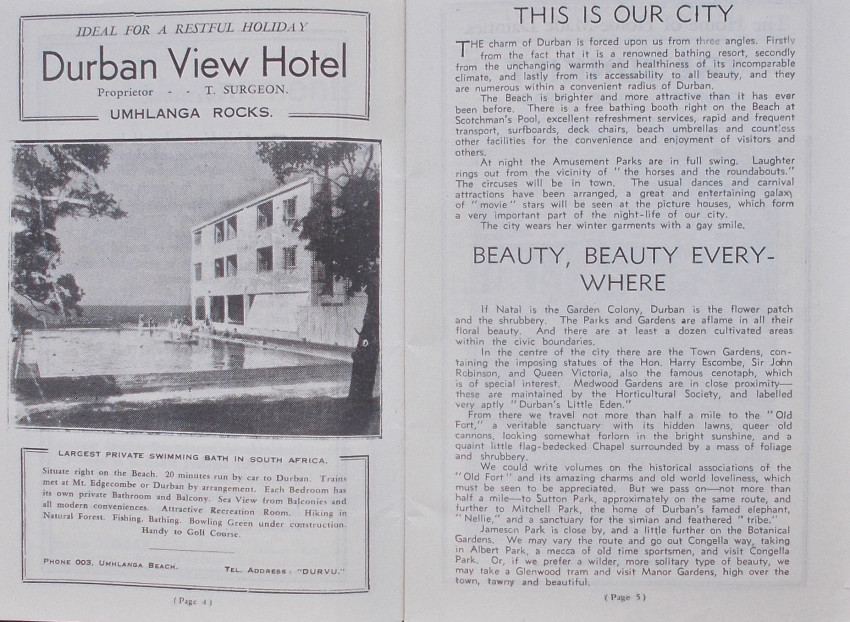 IDEAL FOR A RESTFUL HOLIDAY
Durban View Hotel
Proprietor - - T. SURGEON.
UMHLANGA ROCKS.
LARGEST PRIVATE SWIMMING BATH IN SOUTH AFRICA.
Situate right on the Beach. 20 minutes run by car to Durban. Trains
met at Mt. Edgecombe or Durban by arrangement. Each Bedroom has
its own private Bathroom and Balcony. Sea View from Balconies and
all modern conveniences. Attractive Recreation Room. Hiking in
Natural Forest. Fishing. Bathing. Bowling Green under construction.
Handy to Golf Course.
PHONE 003, UMHLANGA BEACH.
TEL. ADDRESS: "DURVU."
(Page 4)
THIS IS OUR CITY
THE charm of Durban is forced upon us from three angles. Firstly
from the fact that it is a renowned bathing resort, secondly
from the unchanging warmth and healthiness of its incomparable
climate, and lastly from its accessability to all beauty, and they
are numerous within a convenient radius of Durban.
The Beach is brighter and more attractive than it has ever
been before. There is a free bathing booth right on the Beach at
Scotchman's Pool, excellent refreshment services, rapid and frequent
transport, surfboards, deck chairs, beach umbrellas and countless
other facilities for the convenience and enjoyment of visitors and
others.
At night the Amusement Parks are in full swing. Laughter
rings out from the vicinity of "the horses and the roundabouts."
The circuses will be in town. The usual dances and carnival
attractions have been arranged, a great and entertaining galaxy
of "movie" stars will be seen at the picture houses, which form
a very important part of the night-life of our city.
The city wears her winter garments with a gay smile.
BEAUTY, BEAUTY EVERY-
WHERE
If Natal is the Garden Colony, Durban is the flower patch
and the shrubbery. The Parks and Gardens are aflame in all their
floral beauty. And there are at least a dozen cultivated areas
within the civic boundaries.
In the centre of the city there are the Town Gardens, con-
taining the imposing statues of the Hon. Harry Escombe, Sir John
Robinson, and Queen Victoria, also the famous cenotaph, which
is of special interest. Medwood Gardens are in close proximity—
these are maintained by the Horticultural Society, and labelled
very aptly "Durban's Little Eden."
From there we travel not more than half a mile to the "Old
Fort," a veritable sanctuary with its hidden lawns, queer old
cannons, looking somewhat forlorn in the bright sunshine, and a
quaint little flag-bedecked Chapel surrounded by a mass of foliage
and shrubbery.
We could write volumes on the historical associations of the
"Old Fort" and its amazing charms and old world loveliness, which
must be seen to be appreciated. But we pass on—not more than
half a mile—to Sutton Park, approximately on the same route, and
further to Mitchell Park, the home of Durban's famed elephant,
"Nellie," and a sanctuary for the simian and feathered "tribe."
Jameson Park is close by, and a little further on the Botanical
Gardens. We may vary the route and go out Congella way, taking
in Albert Park, a mecca of old time sportsmen, and visit Congella
Park. Or, if we prefer a wilder, more solitary type of beauty, we
may take a Glenwood tram and visit Manor Gardens, high over the
town, tawny and beautiful.
(Page 5)